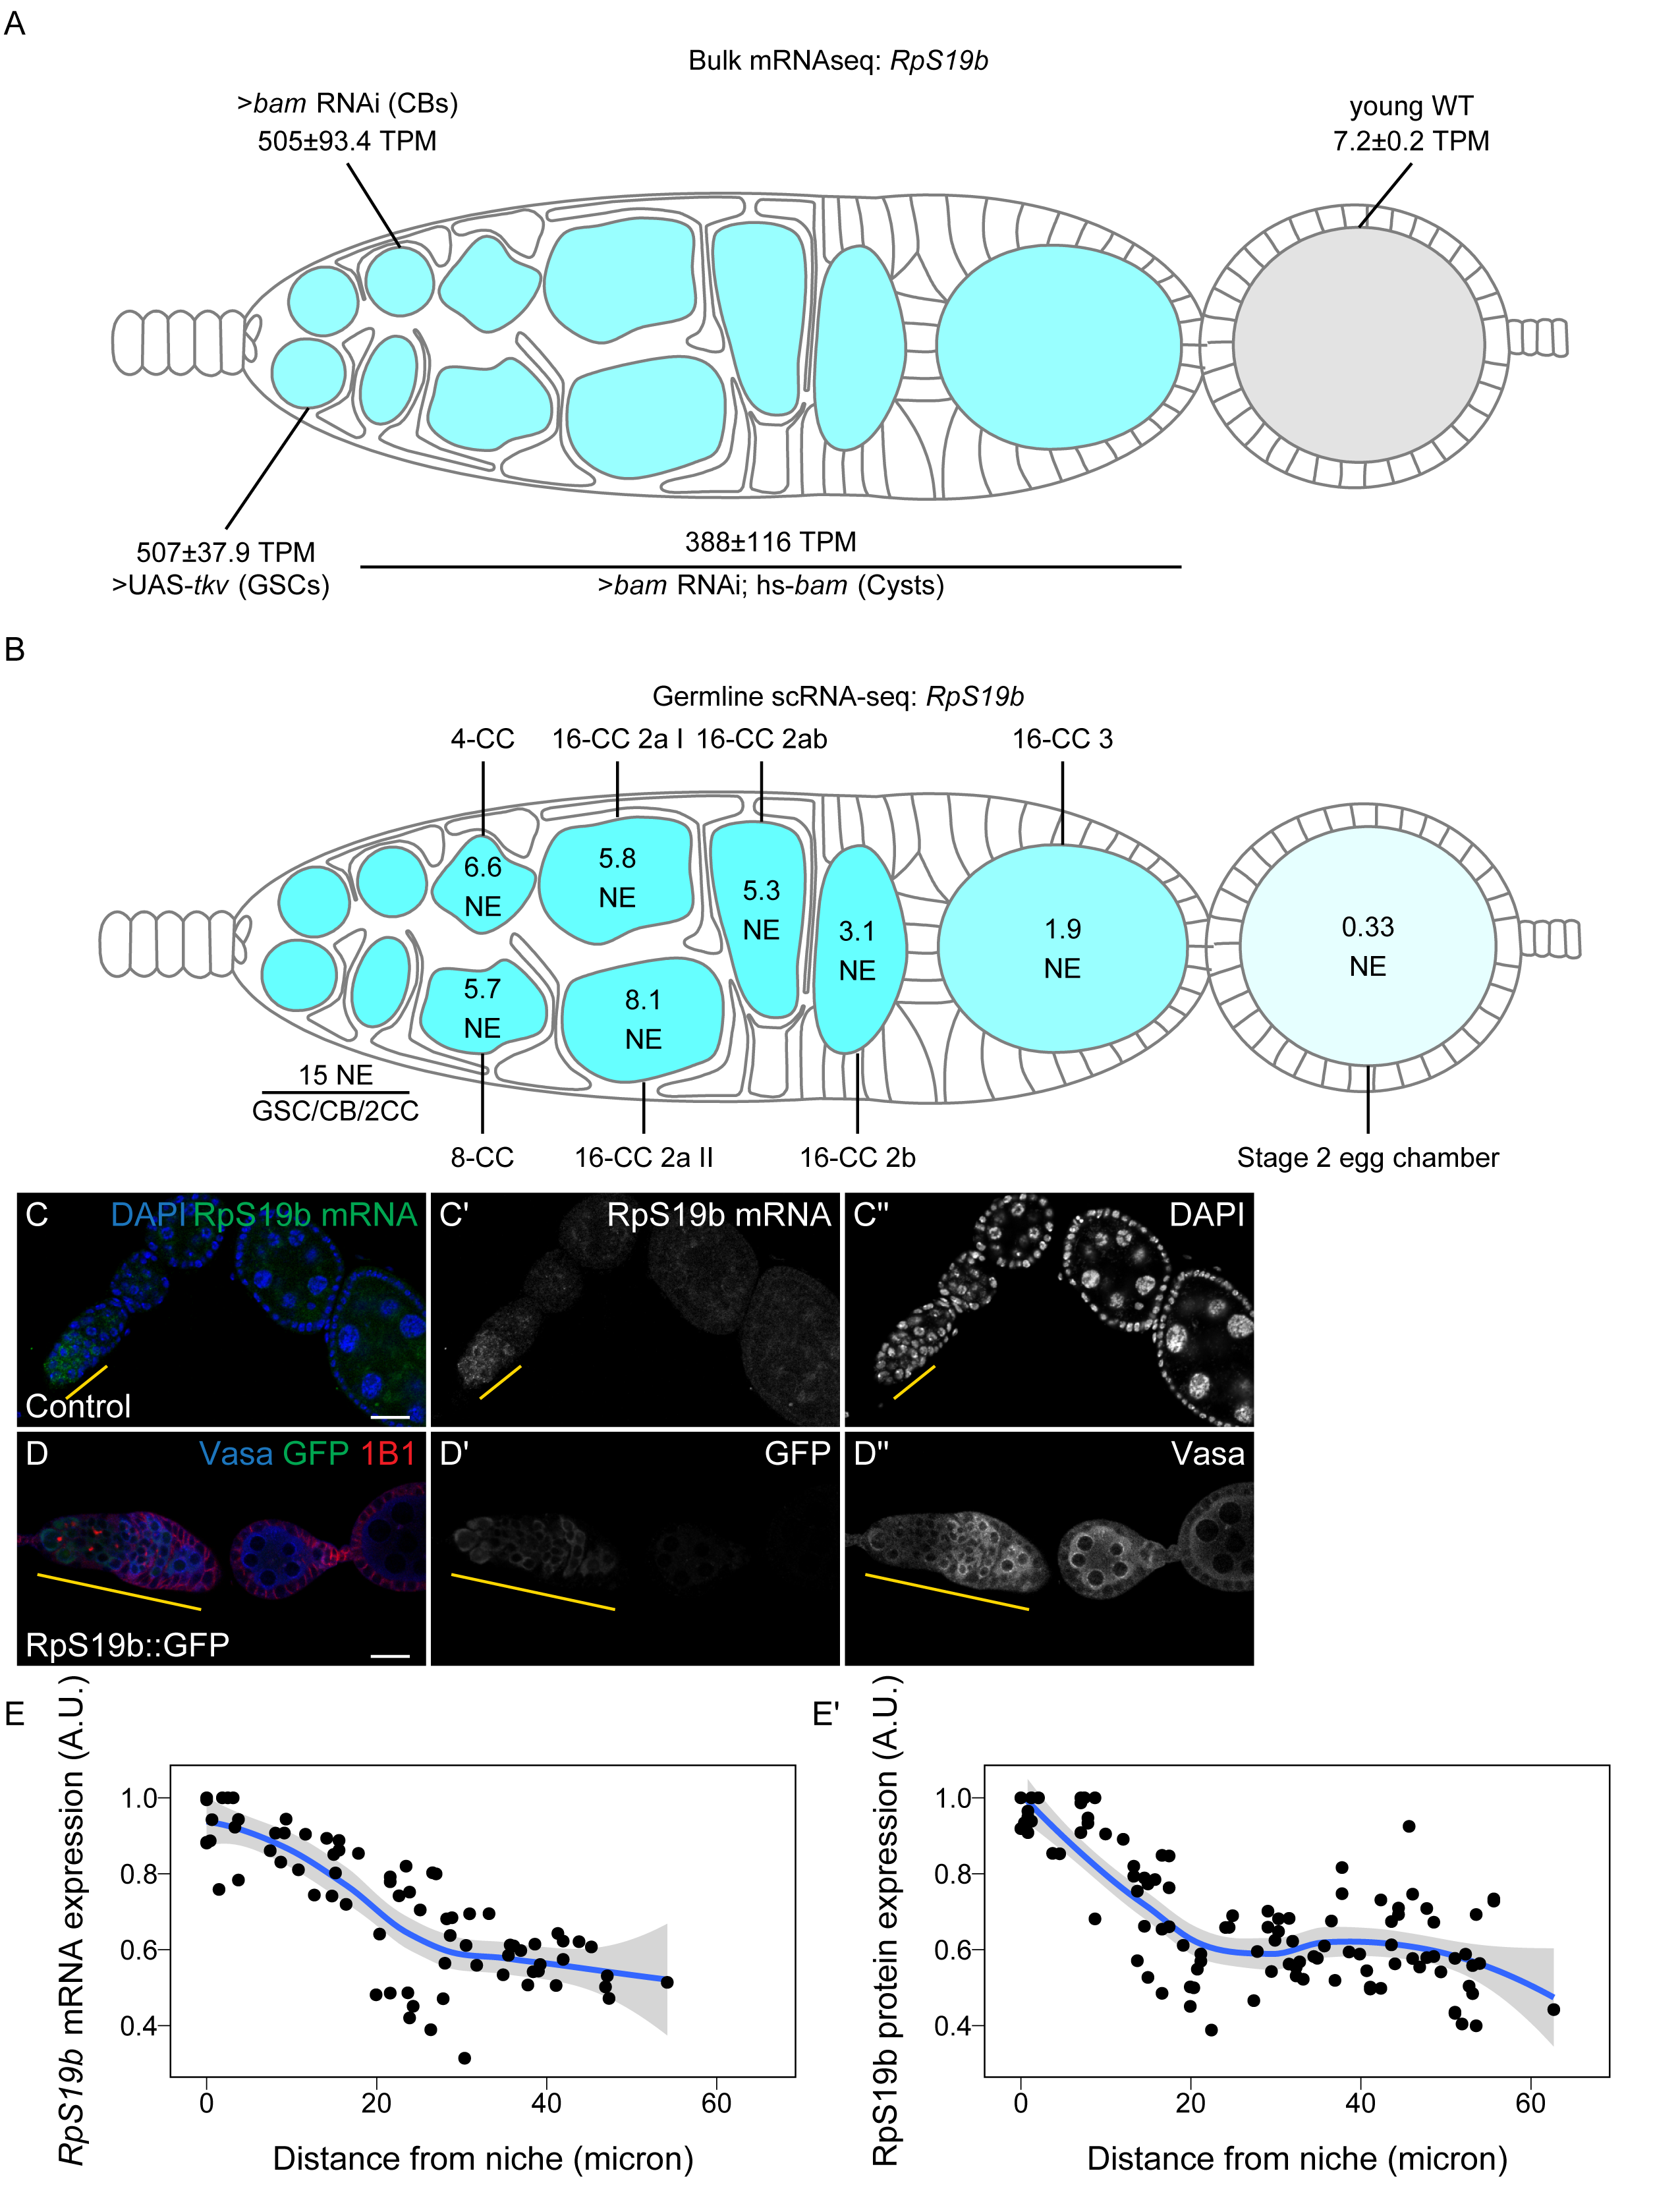 A
Bulk mRNAseq: RpS19b
>bam RNAi (CBs)
505±93.4 TPM
young WT
7.2±0.2 TPM
507±37.9 TPM
>UAS-tkv (GSCs)
388±116 TPM
>bam RNAi; hs-bam (Cysts)
B
Germline scRNA-seq: RpS19b
4-CC
16-CC 2a I
16-CC 2ab
16-CC 3
6.6
NE
5.8
NE
5.3
NE
3.1
NE
1.9
NE
0.33
NE
5.7
NE
8.1
NE
15 NE
GSC/CB/2CC
8-CC
16-CC 2a II
16-CC 2b
Stage 2 egg chamber
C
DAPI RpS19b mRNA
Control
C'
RpS19b mRNA
C''
DAPI
D
Vasa GFP 1B1
RpS19b::GFP
D'
GFP
D''
Vasa
E
RpS19b mRNA expression (A.U.)
1.0
0.8
0.6
0.4
0
20
40
60
Distance from niche (micron)
E'
RpS19b protein expression (A.U.)
1.0
0.8
0.6
0.4
0
20
40
60
Distance from niche (micron)